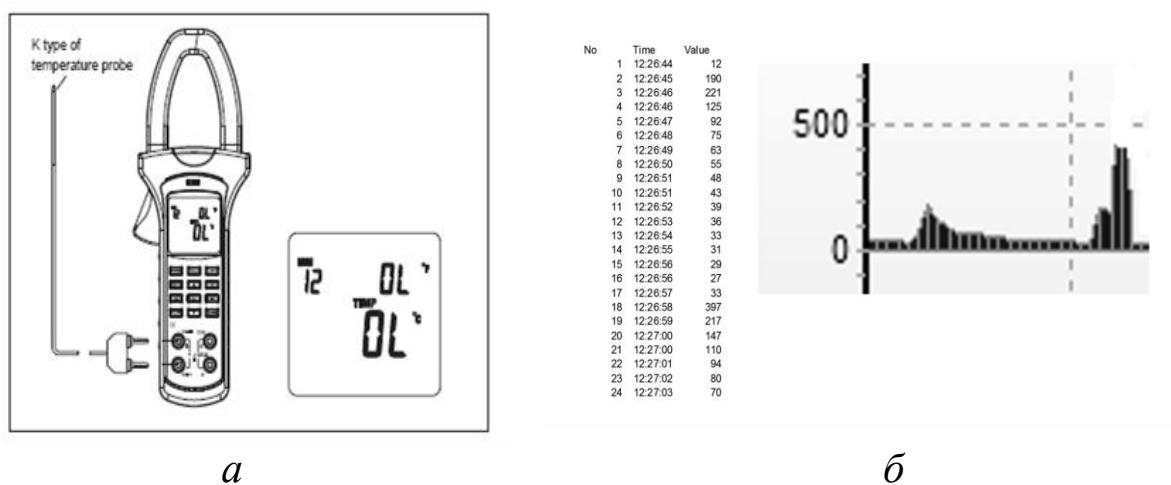 K type of
temperature probe
12 OL °F
TEMP
OL °C
No Time Value
1 12:26:44 12
2 12:26:45 190
3 12:26:46 221
4 12:26:46 125
5 12:26:47 92
6 12:26:48 75
7 12:26:49 63
8 12:26:50 55
9 12:26:51 48
10 12:26:51 43
11 12:26:52 39
12 12:26:53 36
13 12:26:54 33
14 12:26:55 31
15 12:26:56 29
16 12:26:56 27
17 12:26:57 33
18 12:26:58 397
19 12:26:59 217
20 12:27:00 147
21 12:27:00 110
22 12:27:01 94
23 12:27:02 80
24 12:27:03 70
500
0
а
б